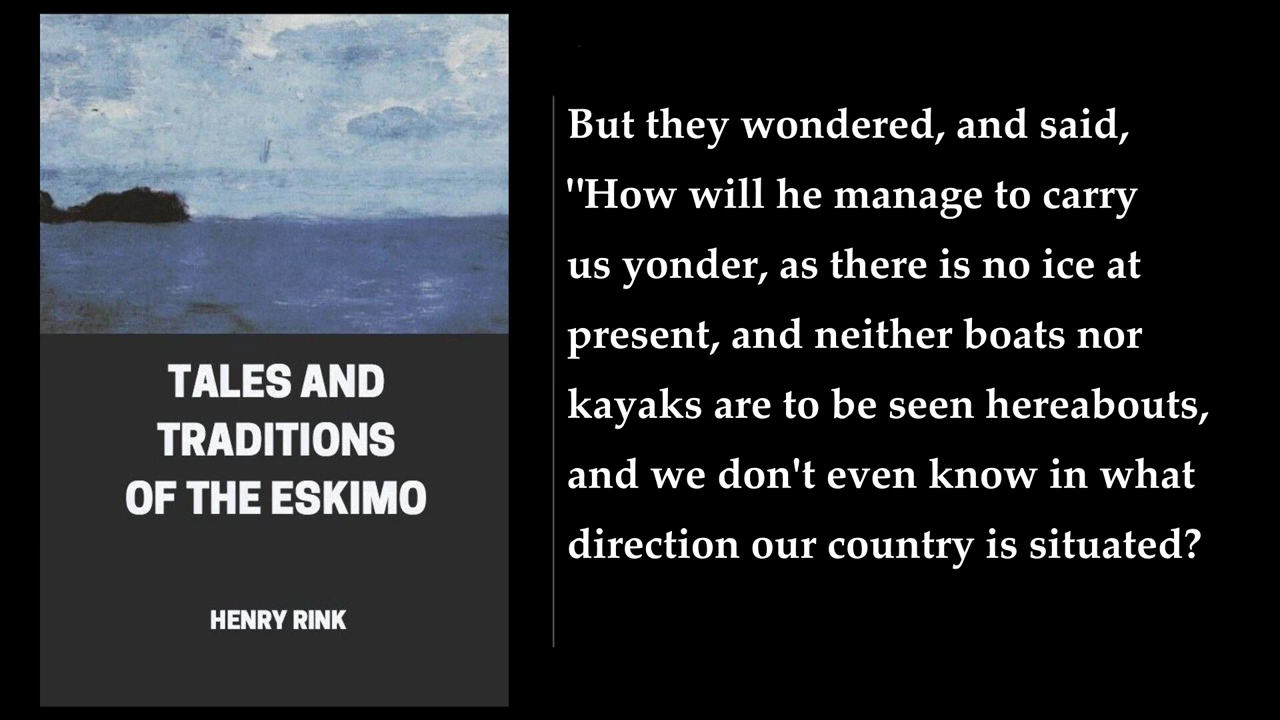 TALES AND
TRADITIONS
OF THE ESKIMO
HENRY RINK
But they wondered, and said,
"How will he manage to carry
us yonder, as there is no ice at
present, and neither boats nor
kayaks are to be seen hereabouts,
and we don't even know in what
direction our country is situated?